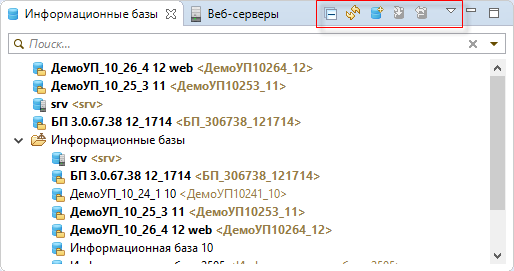 Информационные базы Веб-серверы
Поиск...
ДемоУП_10_26_4 12 web <ДемоУП10264_12>
ДемоУП_10_25_3 11 <ДемоУП10253_11>
srv <srv>
БП 3.0.67.38 12_1714 <БП_306738_121714>
Информационные базы
srv <srv>
БП 3.0.67.38 12_1714 <БП_306738_121714>
ДемоУП_10_24_1 10 <ДемоУП10241_10>
ДемоУП_10_25_3 11 <ДемоУП10253_11>
ДемоУП_10_26_4 12 web <ДемоУП10264_12>
Информационная база 10